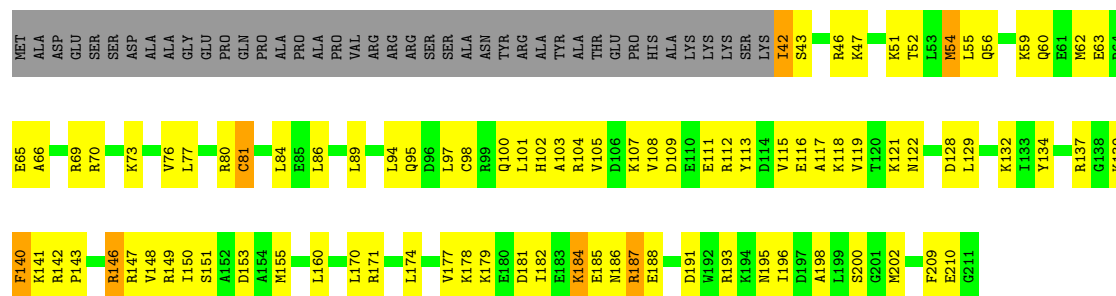 MET ALA ASP GLU SER SER ASP ALA ALA GLY GLU PRO GLN PRO ALA PRO ALA PRO VAL ARG ARG ARG SER SER ALA ASN TYR ARG ALA TYR ALA THR GLU PRO HIS ALA LYS LYS LYS SER LYS I42 S43 R46 K47 K51 T52 L53 M54 L55 Q56 K59 Q60 E61 M62 E63
E65 A66 R69 R70 K73 V76 L77 R80 C81 L84 E85 L86 L89 L94 Q95 D96 L97 C98 R99 Q100 L101 H102 A103 R104 V105 D106 K107 V108 D109 E110 E111 R112 Y113 D114 V115 E116 A117 K118 V119 T120 K121 N122 D128 L129 K132 I133 Y134 R137 G138
F140 K141 R142 P143 R146 R147 V148 R149 I150 S151 A152 D153 A154 M155 L160 L170 R171 L174 V177 K178 K179 E180 D181 I182 E183 K184 E185 N186 R187 E188 D191 W192 R193 K194 N195 I196 D197 A198 L199 S200 G201 M202 F209 E210 G211